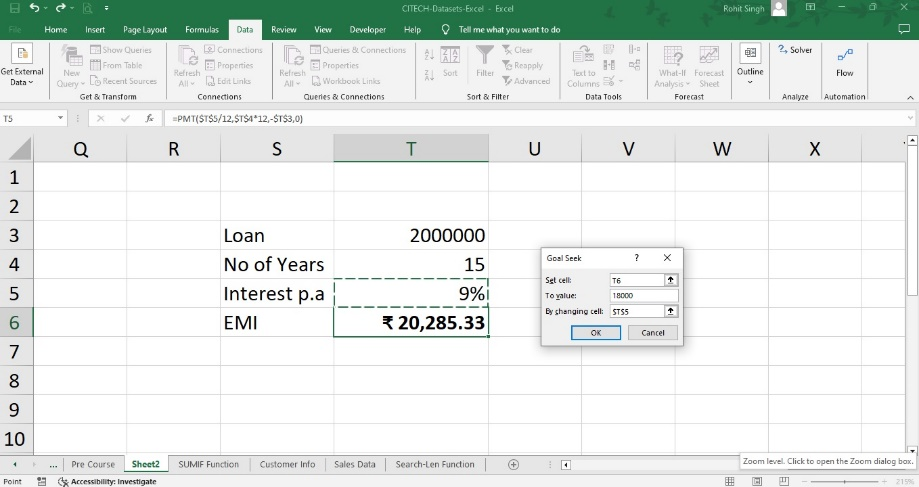 CITECH-Datasets-Excel - Excel
Rohit Singh
File Home Insert Page Layout Formulas Data Review View Developer Help Tell me what you want to do
Get External Data
New Query
Show Queries
From Table
Recent Sources
Get & Transform
Refresh All
Connections
Properties
Edit Links
Connections
Refresh All
Queries & Connections
Properties
Workbook Links
Queries & Connections
Sort
Filter
Clear
Reapply
Advanced
Sort & Filter
Text to Columns
Data Tools
What-If Analysis
Forecast Sheet
Forecast
Outline
Solver
Analyze
Flow
Automation
T5
fx
=PMT($T$5/12,$T$4*12,-$T$3,0)
Q R S T U V W X
1
2
3 Loan 2000000
4 No of Years 15
5 Interest p.a 9%
6 EMI ₹ 20,285.33
7
8
9
10
Goal Seek ? X
Set cell: T6
To value: 18000
By changing cell: $T$5
OK Cancel
... Pre Course Sheet2 SUMIF Function Customer Info Sales Data Search-Len Function
Zoom level. Click to open the Zoom dialog box.
Point Accessibility: Investigate 215%